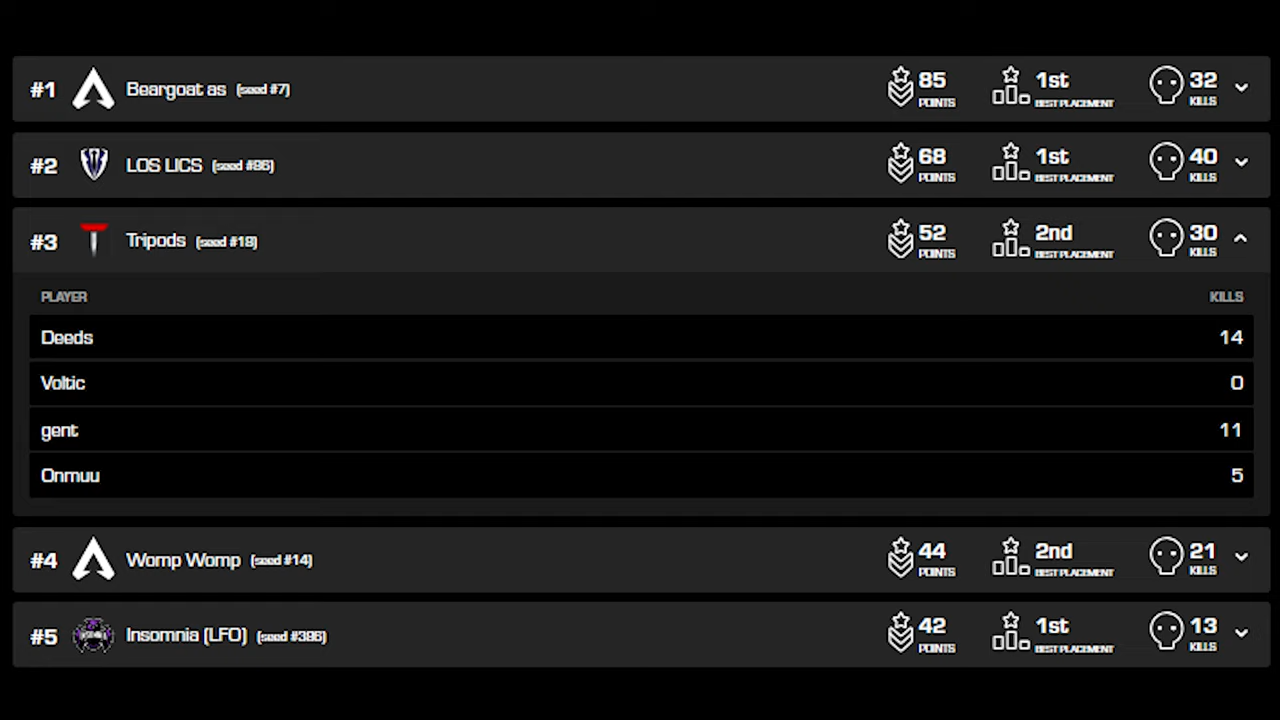 #1 Beargoat as (seed #7) 85 POINTS 1st BEST PLACEMENT 32 KILLS
#2 LOS LICS (seed #86) 68 POINTS 1st BEST PLACEMENT 40 KILLS
#3 Tripods (seed #18) 52 POINTS 2nd BEST PLACEMENT 30 KILLS
PLAYER KILLS
Deeds 14
Voltic 0
gent 11
Onmuu 5
#4 Womp Womp (seed #14) 44 POINTS 2nd BEST PLACEMENT 21 KILLS
#5 Insomnia (LFO) (seed #386) 42 POINTS 1st BEST PLACEMENT 13 KILLS